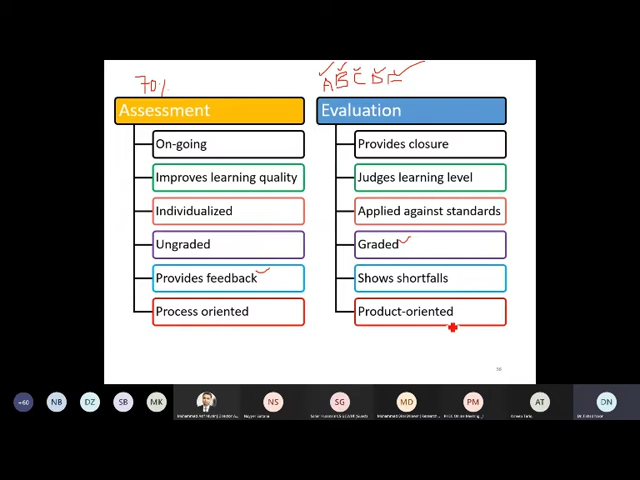 70%
A B C D E
Assessment
On-going
Improves learning quality
Individualized
Ungraded
Provides feedback
Process oriented
Evaluation
Provides closure
Judges learning level
Applied against standards
Graded
Shows shortfalls
Product-oriented
+60
NB
DZ
SB
MK
NS
SG
MD
PM
AT
DN